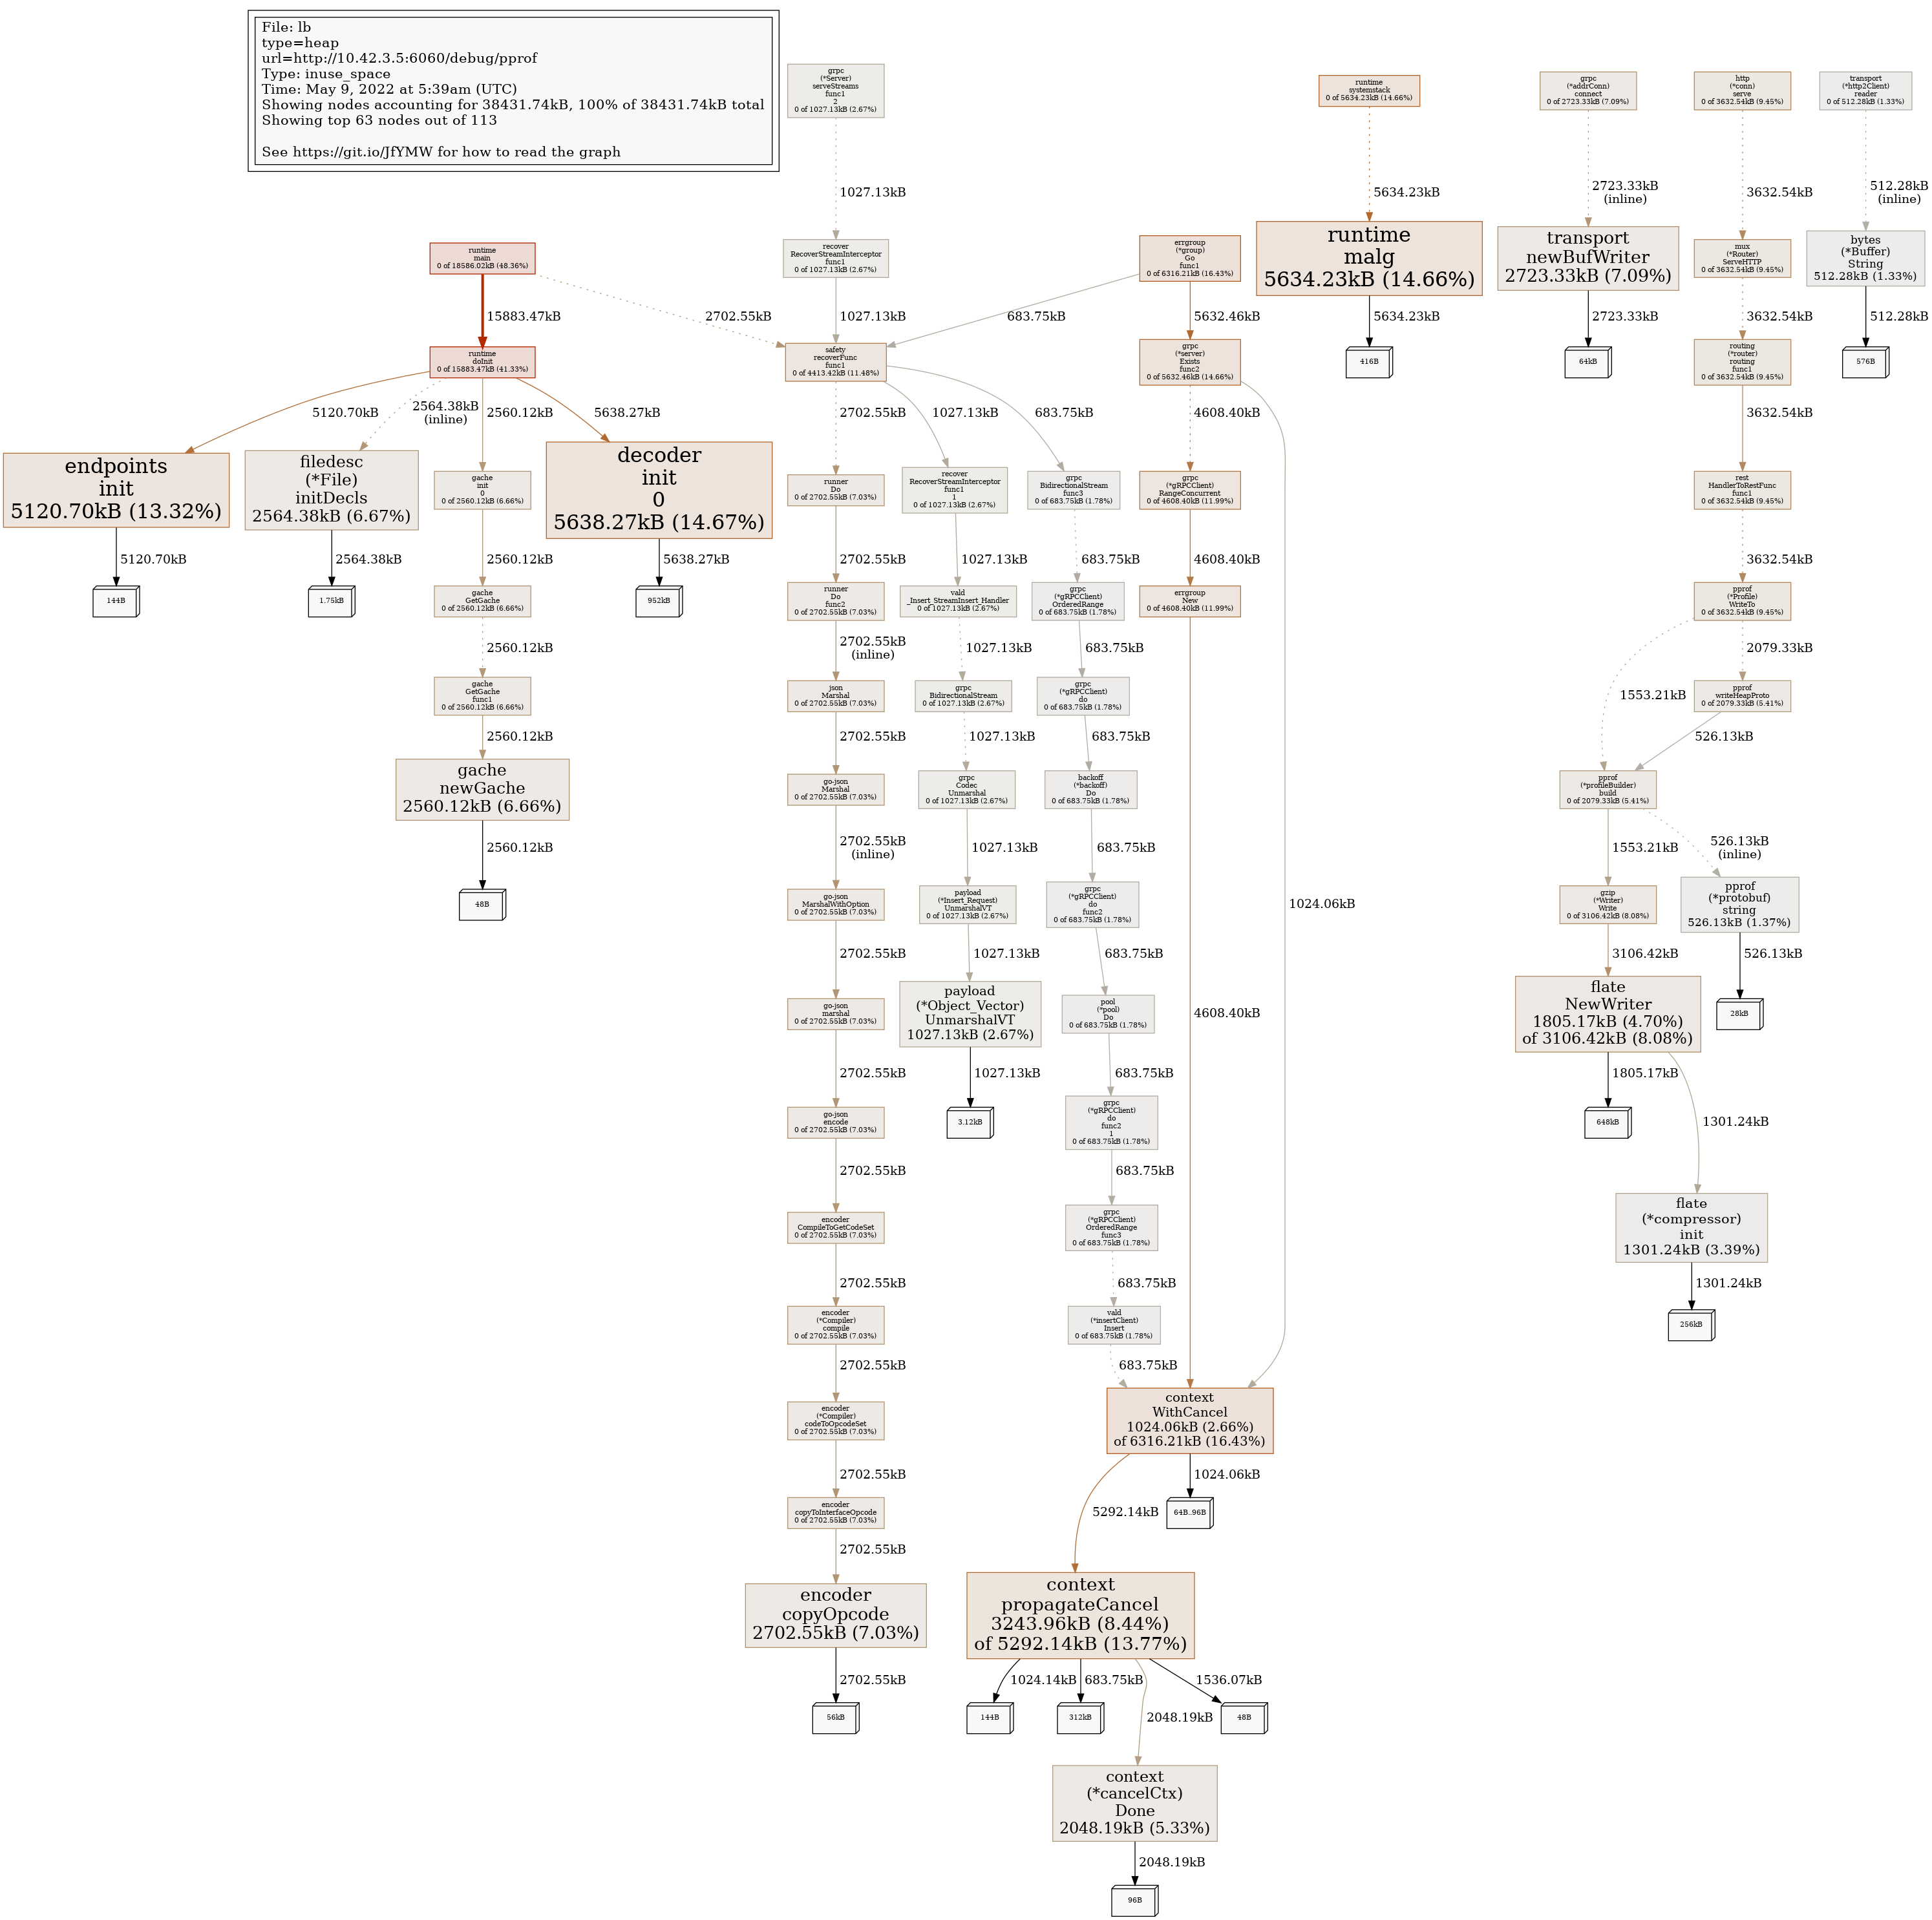 File: lb
type=heap
url=http://10.42.3.5:6060/debug/pprof
Type: inuse_space
Time: May 9, 2022 at 5:39am (UTC)
Showing nodes accounting for 38431.74kB, 100% of 38431.74kB total
Showing top 63 nodes out of 113
See https://git.io/JfYMW for how to read the graph
grpc
(*Server)
serveStreams
func1
2
0 of 1027.13kB (2.67%)
runtime
systemstack
0 of 5634.23kB (14.66%)
grpc
(*addrConn)
connect
0 of 2723.33kB (7.09%)
http
(*conn)
serve
0 of 3632.54kB (9.45%)
transport
(*http2Client)
reader
0 of 512.28kB (1.33%)
1027.13kB
5634.23kB
2723.33kB
(inline)
3632.54kB
512.28kB
(inline)
runtime
main
0 of 18586.02kB (48.36%)
recover
RecoverStreamInterceptor
func1
0 of 1027.13kB (2.67%)
errgroup
(*group)
Go
func1
0 of 6316.21kB (16.43%)
runtime
malg
5634.23kB (14.66%)
transport
newBufWriter
2723.33kB (7.09%)
mux
(*Router)
ServeHTTP
0 of 3632.54kB (9.45%)
bytes
(*Buffer)
String
512.28kB (1.33%)
15883.47kB
2702.55kB
1027.13kB
683.75kB
5632.46kB
5634.23kB
2723.33kB
3632.54kB
512.28kB
runtime
doInit
0 of 15883.47kB (41.33%)
safety
recoverFunc
func1
0 of 4413.42kB (11.48%)
grpc
(*server)
Exists
func2
0 of 5632.46kB (14.66%)
416B
64kB
routing
(*router)
routing
func1
0 of 3632.54kB (9.45%)
576B
5120.70kB
2564.38kB
(inline)
2560.12kB
5638.27kB
2702.55kB
1027.13kB
683.75kB
4608.40kB
3632.54kB
endpoints
init
5120.70kB (13.32%)
filedesc
(*File)
initDecls
2564.38kB (6.67%)
gache
init
0
0 of 2560.12kB (6.66%)
decoder
init
0
5638.27kB (14.67%)
runner
Do
0 of 2702.55kB (7.03%)
recover
RecoverStreamInterceptor
func1
1
0 of 1027.13kB (2.67%)
grpc
BidirectionalStream
func3
0 of 683.75kB (1.78%)
grpc
(*gRPCClient)
RangeConcurrent
0 of 4608.40kB (11.99%)
rest
HandlerToRestFunc
func1
0 of 3632.54kB (9.45%)
5120.70kB
2564.38kB
2560.12kB
5638.27kB
2702.55kB
1027.13kB
683.75kB
4608.40kB
3632.54kB
144B
1.75kB
gache
GetGache
0 of 2560.12kB (6.66%)
952kB
runner
Do
func2
0 of 2702.55kB (7.03%)
vald
_Insert_StreamInsert_Handler
0 of 1027.13kB (2.67%)
grpc
(*gRPCClient)
OrderedRange
0 of 683.75kB (1.78%)
errgroup
New
0 of 4608.40kB (11.99%)
pprof
(*Profile)
WriteTo
0 of 3632.54kB (9.45%)
2560.12kB
2702.55kB
(inline)
1027.13kB
683.75kB
2079.33kB
gache
GetGache
func1
0 of 2560.12kB (6.66%)
json
Marshal
0 of 2702.55kB (7.03%)
grpc
BidirectionalStream
0 of 1027.13kB (2.67%)
grpc
(*gRPCClient)
do
0 of 683.75kB (1.78%)
1553.21kB
pprof
writeHeapProto
0 of 2079.33kB (5.41%)
2560.12kB
2702.55kB
1027.13kB
683.75kB
526.13kB
gache
newGache
2560.12kB (6.66%)
go-json
Marshal
0 of 2702.55kB (7.03%)
grpc
Codec
Unmarshal
0 of 1027.13kB (2.67%)
backoff
(*backoff)
Do
0 of 683.75kB (1.78%)
pprof
(*profileBuilder)
build
0 of 2079.33kB (5.41%)
2560.12kB
2702.55kB
(inline)
1027.13kB
683.75kB
1553.21kB
526.13kB
(inline)
48B
go-json
MarshalWithOption
0 of 2702.55kB (7.03%)
payload
(*Insert_Request)
UnmarshalVT
0 of 1027.13kB (2.67%)
grpc
(*gRPCClient)
do
func2
0 of 683.75kB (1.78%)
1024.06kB
gzip
(*Writer)
Write
0 of 3106.42kB (8.08%)
pprof
(*protobuf)
string
526.13kB (1.37%)
2702.55kB
1027.13kB
683.75kB
3106.42kB
526.13kB
go-json
marshal
0 of 2702.55kB (7.03%)
payload
(*Object_Vector)
UnmarshalVT
1027.13kB (2.67%)
pool
(*pool)
Do
0 of 683.75kB (1.78%)
4608.40kB
flate
NewWriter
1805.17kB (4.70%)
of 3106.42kB (8.08%)
28kB
2702.55kB
1027.13kB
683.75kB
1805.17kB
go-json
encode
0 of 2702.55kB (7.03%)
3.12kB
grpc
(*gRPCClient)
do
func2
1
0 of 683.75kB (1.78%)
648kB
1301.24kB
2702.55kB
683.75kB
encoder
CompileToGetCodeSet
0 of 2702.55kB (7.03%)
grpc
(*gRPCClient)
OrderedRange
func3
0 of 683.75kB (1.78%)
flate
(*compressor)
init
1301.24kB (3.39%)
2702.55kB
683.75kB
1301.24kB
encoder
(*Compiler)
compile
0 of 2702.55kB (7.03%)
vald
(*insertClient)
Insert
0 of 683.75kB (1.78%)
256kB
2702.55kB
683.75kB
encoder
(*Compiler)
codeToOpcodeSet
0 of 2702.55kB (7.03%)
context
WithCancel
1024.06kB (2.66%)
of 6316.21kB (16.43%)
2702.55kB
1024.06kB
encoder
copyToInterfaceOpcode
0 of 2702.55kB (7.03%)
5292.14kB
64B..96B
2702.55kB
encoder
copyOpcode
2702.55kB (7.03%)
context
propagateCancel
3243.96kB (8.44%)
of 5292.14kB (13.77%)
2702.55kB
1024.14kB
683.75kB
1536.07kB
56kB
144B
312kB
2048.19kB
48B
context
(*cancelCtx)
Done
2048.19kB (5.33%)
2048.19kB
96B